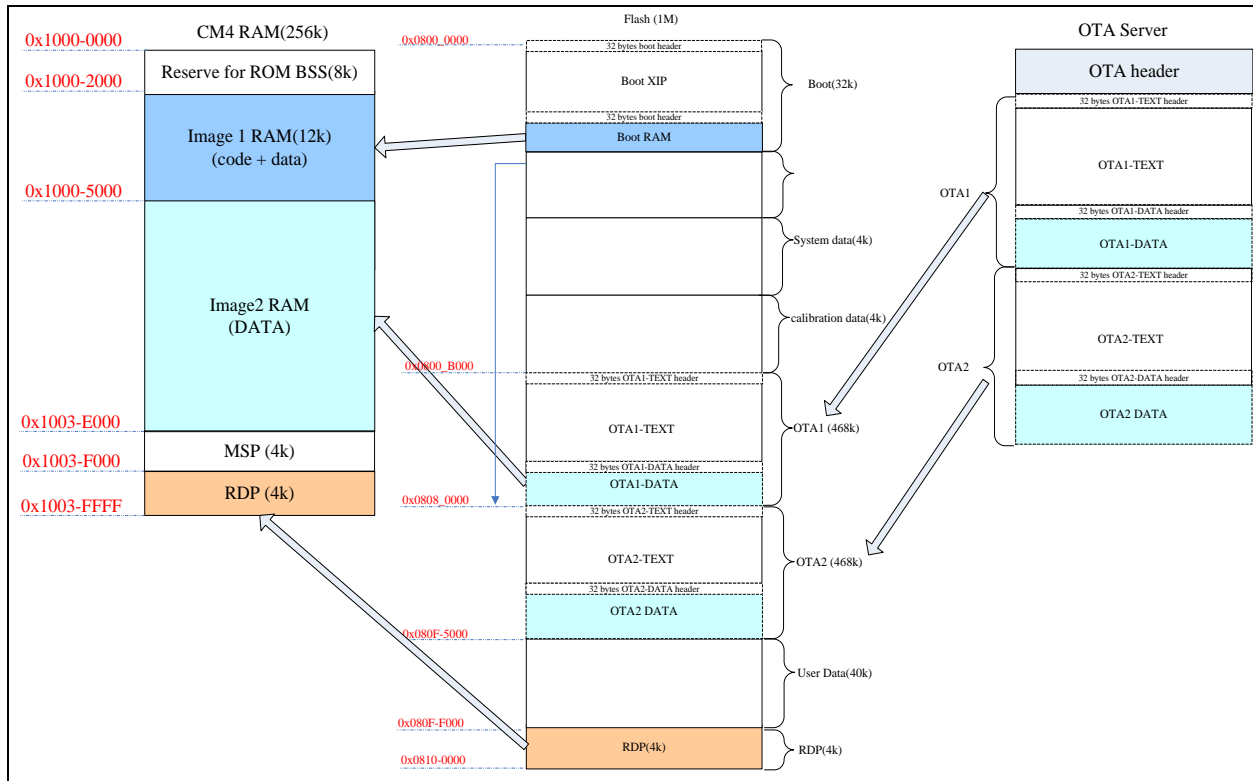 CM4 RAM(256k)
0x1000-0000
Reserve for ROM BSS(8k)
0x1000-2000
Image 1 RAM(12k)
(code + data)
0x1000-5000
Image2 RAM
(DATA)
0x1003-E000
MSP (4k)
0x1003-F000
RDP (4k)
0x1003-FFFF
Flash (1M)
0x0800_0000
32 bytes boot header
Boot XIP
32 bytes boot header
Boot RAM
Boot(32k)
System data(4k)
calibration data(4k)
0x0800_B000
32 bytes OTA1-TEXT header
OTA1-TEXT
32 bytes OTA1-DATA header
OTA1-DATA
OTA1 (468k)
0x0808_0000
32 bytes OTA2-TEXT header
OTA2-TEXT
32 bytes OTA2-DATA header
OTA2 DATA
OTA2 (468k)
0x080F-5000
User Data(40k)
0x080F-F000
RDP(4k)
RDP(4k)
0x0810-0000
OTA Server
OTA header
32 bytes OTA1-TEXT header
OTA1-TEXT
OTA1
32 bytes OTA1-DATA header
OTA1-DATA
32 bytes OTA2-TEXT header
OTA2-TEXT
OTA2
32 bytes OTA2-DATA header
OTA2 DATA